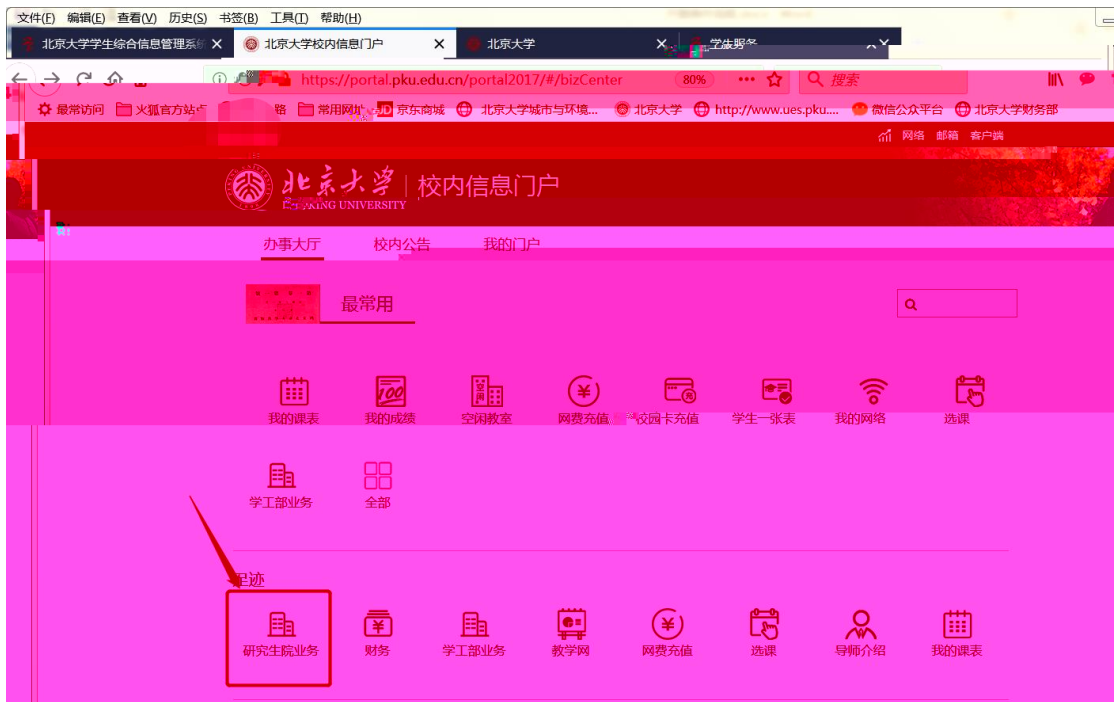 文件(F) 编辑(E) 查看(V) 历史(S) 书签(B) 工具(T) 帮助(H)
北京大学学生综合信息管理系统 × 北京大学校内信息门户 × 北京大学 ×
https://portal.pku.edu.cn/portal2017/#/bizCenter 80% 搜索
最常访问 火狐官方站点 常用网址 JD 京东商城 北京大学城市与环境... 北京大学 http://www.ues.pku.... 微信公众平台 北京大学财务部
网络 邮箱 客户端
北京大学 校内信息门户
PEKING UNIVERSITY
办事大厅 校内公告 我的门户
最常用
我的课表 我的成绩 空闲教室 网费充值 校园卡充值 学生一张表 我的网络 选课
学工部业务 全部
足迹
研究生院业务 财务 学工部业务 教学网 网费充值 选课 导师介绍 我的课表